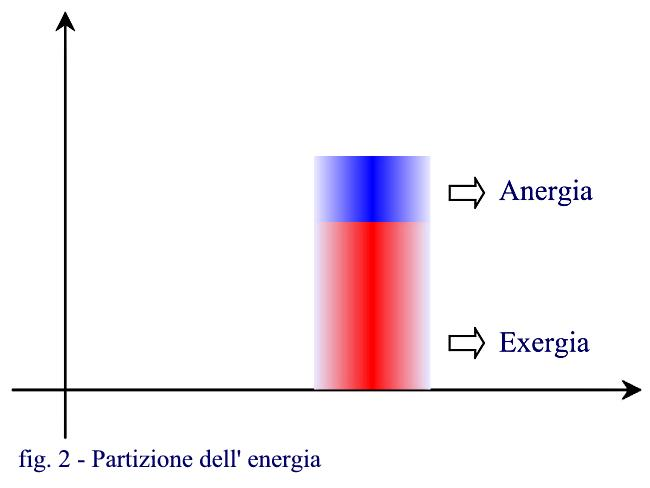 Anergia
Exergia
fig. 2 - Partizione dell' energia